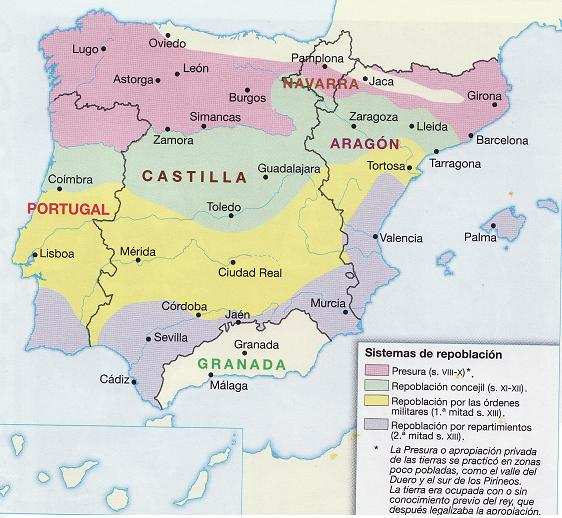 Oviedo
Lugo
Pamplona
León
NAVARRA
Jaca
Astorga
Burgos
Girona
Simancas
Zaragoza
Lleida
Zamora
ARAGÓN
Barcelona
Guadalajara
Tortosa
Tarragona
Coímbra
CASTILLA
PORTUGAL
Toledo
Palma
Valencia
Lisboa
Mérida
Ciudad Real
Córdoba
Jaén
Murcia
Sevilla
Granada
GRANADA
Cádiz
Málaga
Sistemas de repoblación
Presura (s. VIII-X)*.
Repoblación concejil (s. XI-XII).
Repoblación por las órdenes
militares (1.ª mitad s. XIII).
Repoblación por repartimientos
(2.ª mitad s. XIII).
* La Presura o apropiación privada
de las tierras se practicó en zonas
poco pobladas, como el valle del
Duero y el sur de los Pirineos.
La tierra era ocupada con o sin
conocimiento previo del rey, que
después legalizaba la apropiación.